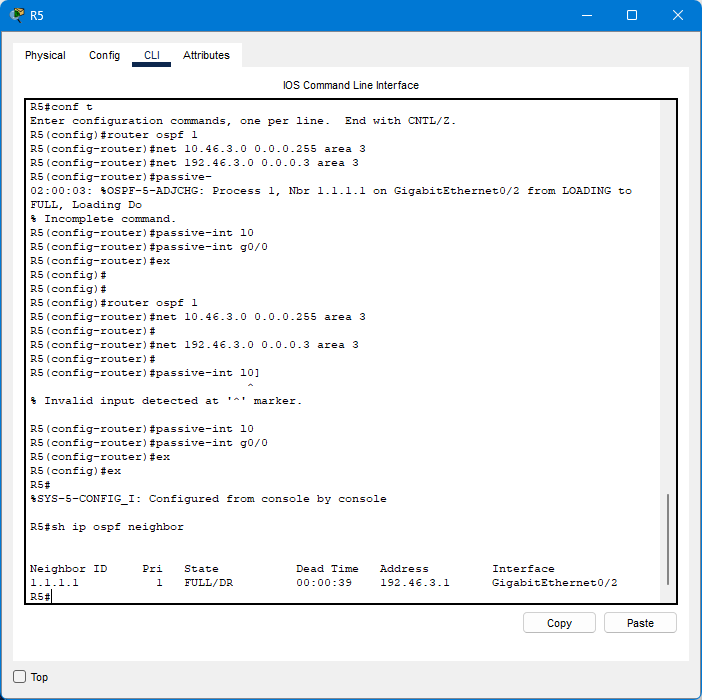 R5
Physical Config CLI Attributes
IOS Command Line Interface
R5#conf t
Enter configuration commands, one per line.  End with CNTL/Z.
R5(config)#router ospf 1
R5(config-router)#net 10.46.3.0 0.0.0.255 area 3
R5(config-router)#net 192.46.3.0 0.0.0.3 area 3
R5(config-router)#passive-
02:00:03: %OSPF-5-ADJCHG: Process 1, Nbr 1.1.1.1 on GigabitEthernet0/2 from LOADING to
FULL, Loading Do
% Incomplete command.
R5(config-router)#passive-int l0
R5(config-router)#passive-int g0/0
R5(config-router)#ex
R5(config)#
R5(config)#
R5(config)#router ospf 1
R5(config-router)#net 10.46.3.0 0.0.0.255 area 3
R5(config-router)#
R5(config-router)#net 192.46.3.0 0.0.0.3 area 3
R5(config-router)#
R5(config-router)#passive-int l0]
^
% Invalid input detected at '^' marker.
R5(config-router)#passive-int l0
R5(config-router)#passive-int g0/0
R5(config-router)#ex
R5(config)#ex
R5#
%SYS-5-CONFIG_I: Configured from console by console
R5#sh ip ospf neighbor
Neighbor ID     Pri   State           Dead Time   Address         Interface
1.1.1.1           1   FULL/DR         00:00:39    192.46.3.1      GigabitEthernet0/2
R5#
Copy Paste
Top